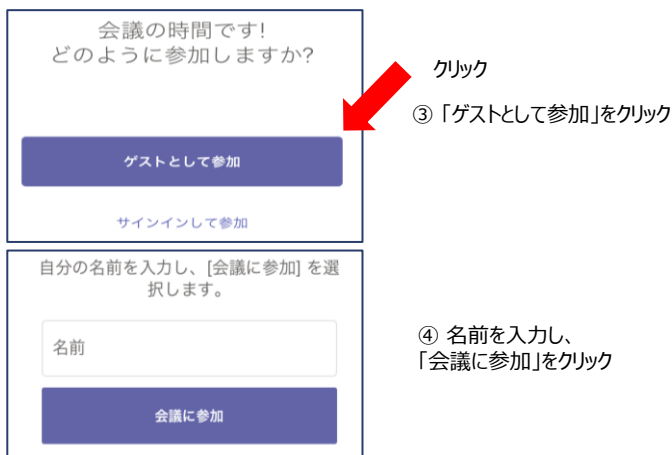 会議の時間です!
どのように参加しますか?
クリック
③「ゲストとして参加」をクリック
ゲストとして参加
サインインして参加
自分の名前を入力し、[会議に参加] を選
択します。
名前
④ 名前を入力し、
「会議に参加」をクリック
会議に参加